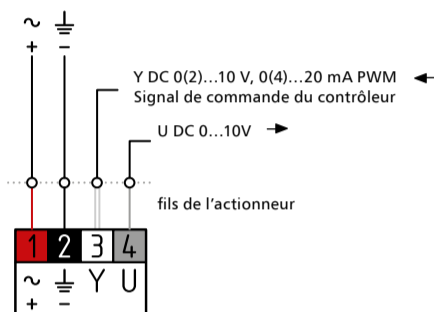 ~ ⏚
+ –
Y DC 0(2)...10 V, 0(4)...20 mA PWM
Signal de commande du contrôleur
U DC 0...10V
fils de l'actionneur
1 2 3 4
~ ⏚ Y U
+ –